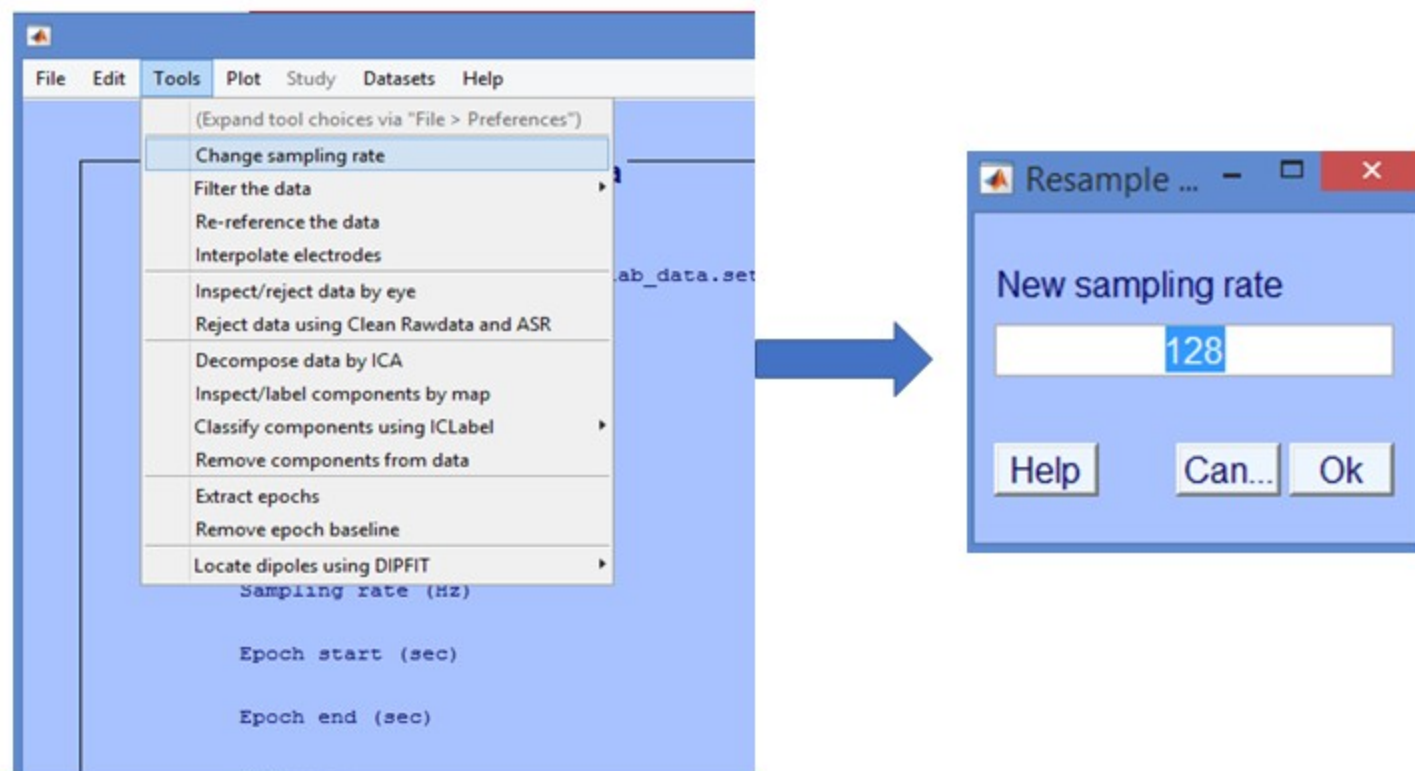 File Edit Tools Plot Study Datasets Help
(Expand tool choices via "File > Preferences")
Change sampling rate
Filter the data
Re-reference the data
Interpolate electrodes
ab_data.set
Inspect/reject data by eye
Reject data using Clean Rawdata and ASR
Decompose data by ICA
Inspect/label components by map
Classify components using ICLabel
Remove components from data
Extract epochs
Remove epoch baseline
Locate dipoles using DIPFIT
Sampling rate (Hz)
Epoch start (sec)
Epoch end (sec)
Resample ...
New sampling rate
128
Help Can... Ok